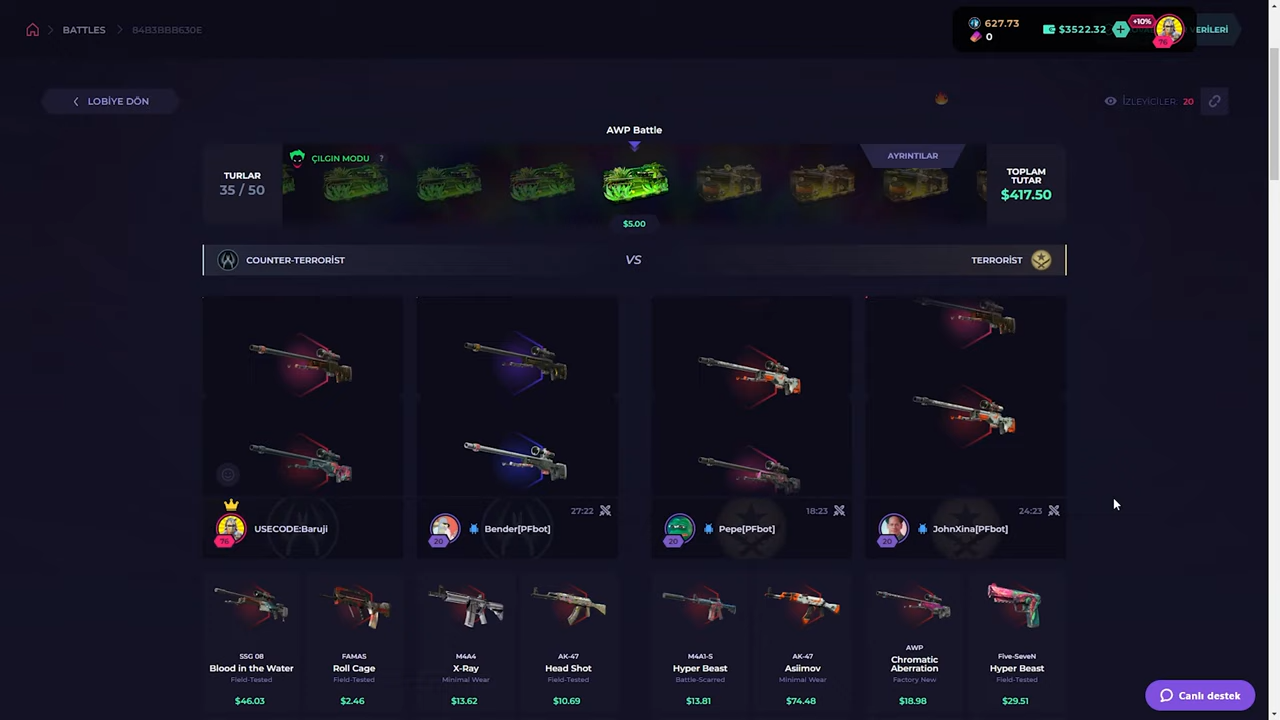 BATTLES
84B3BBB630E
627.73
0
$3522.32
+10%
76
VERİLERİ
LOBİYE DÖN
İZLEYİCİLER: 20
AWP Battle
ÇILGIN MODU ?
AYRINTILAR
TURLAR
35 / 50
TOPLAM
TUTAR
$417.50
$5.00
COUNTER-TERRORIST
VS
TERRORİST
27:22
18:23
24:23
USECODE:Baruji
76
Bender[PFbot]
20
Pepe[PFbot]
20
JohnXina[PFbot]
20
SSG 08
Blood in the Water
Field-Tested
$46.03
FAMAS
Roll Cage
Field-Tested
$2.46
M4A4
X-Ray
Minimal Wear
$13.62
AK-47
Head Shot
Field-Tested
$10.69
M4A1-S
Hyper Beast
Battle-Scarred
$13.81
AK-47
Asiimov
Minimal Wear
$74.48
AWP
Chromatic
Aberration
Factory New
$18.98
Five-SeveN
Hyper Beast
Field-Tested
$29.51
Canlı destek